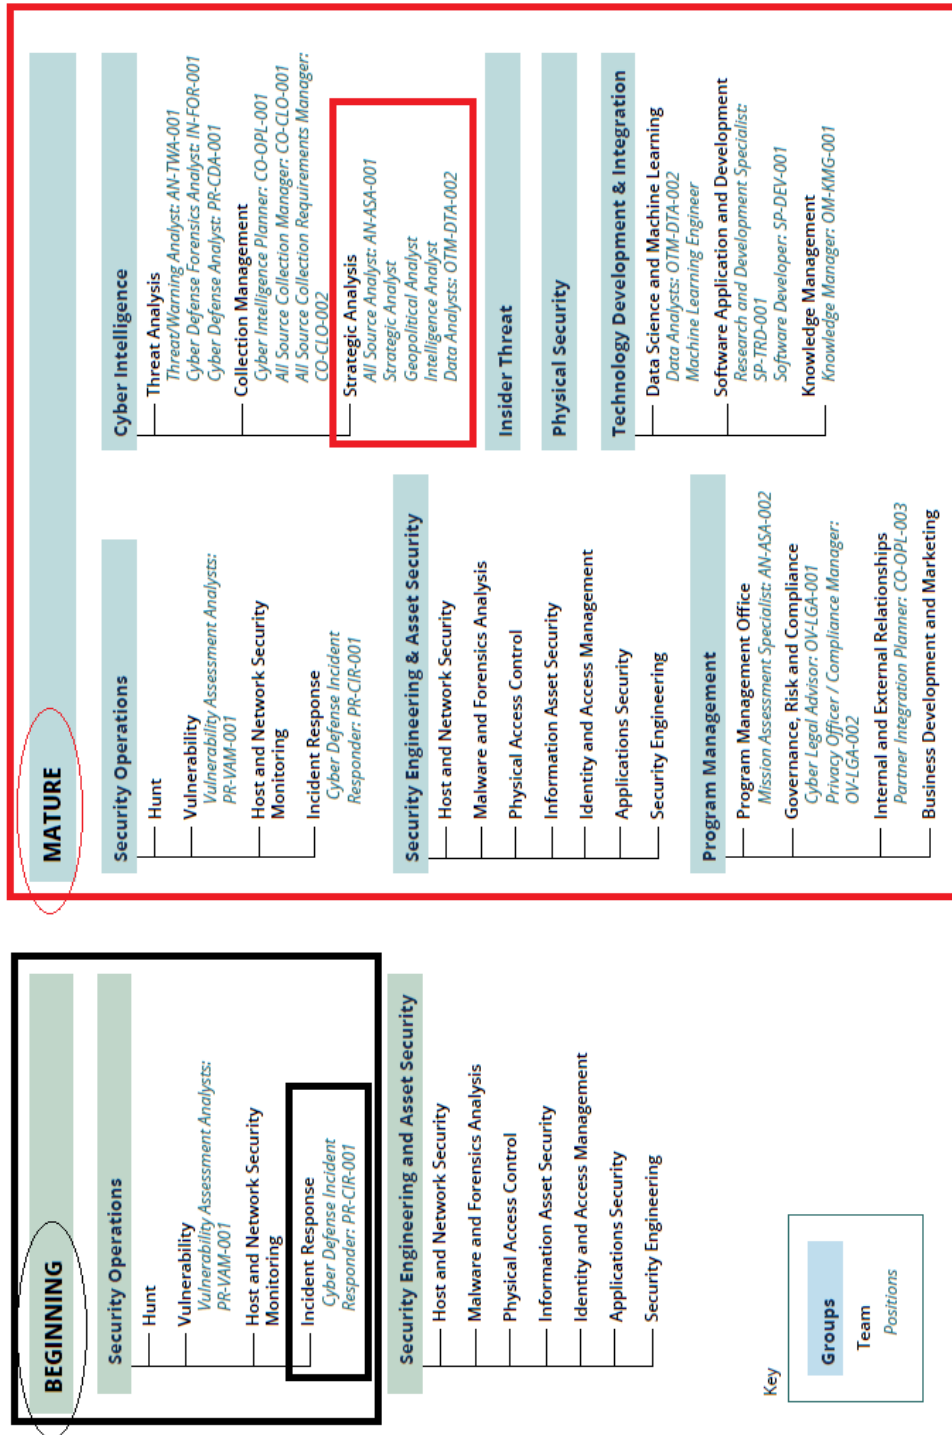 BEGINNING
Security Operations
Hunt
Vulnerability
Vulnerability Assessment Analysts:
PR-VAM-001
Host and Network Security
Monitoring
Incident Response
Cyber Defense Incident
Responder: PR-CIR-001
Security Engineering and Asset Security
Host and Network Security
Malware and Forensics Analysis
Physical Access Control
Information Asset Security
Identity and Access Management
Applications Security
Security Engineering
Key
Groups
Team
Positions
MATURE
Security Operations
Hunt
Vulnerability
Vulnerability Assessment Analysts:
PR-VAM-001
Host and Network Security
Monitoring
Incident Response
Cyber Defense Incident
Responder: PR-CIR-001
Security Engineering & Asset Security
Host and Network Security
Malware and Forensics Analysis
Physical Access Control
Information Asset Security
Identity and Access Management
Applications Security
Security Engineering
Program Management
Program Management Office
Mission Assessment Specialist: AN-ASA-002
Governance, Risk and Compliance
Cyber Legal Advisor: OV-LGA-001
Privacy Officer / Compliance Manager:
OV-LGA-002
Internal and External Relationships
Partner Integration Planner: CO-OPL-003
Business Development and Marketing
Cyber Intelligence
Threat Analysis
Threat/Warning Analyst: AN-TWA-001
Cyber Defense Forensics Analyst: IN-FOR-001
Cyber Defense Analyst: PR-CDA-001
Collection Management
Cyber Intelligence Planner: CO-OPL-001
All Source Collection Manager: CO-CLO-001
All Source Collection Requirements Manager:
CO-CLO-002
Strategic Analysis
All Source Analyst: AN-ASA-001
Strategic Analyst
Geopolitical Analyst
Intelligence Analyst
Data Analysts: OTM-DTA-002
Insider Threat
Physical Security
Technology Development & Integration
Data Science and Machine Learning
Data Analysts: OTM-DTA-002
Machine Learning Engineer
Software Application and Development
Research and Development Specialist:
SP-TRD-001
Software Developer: SP-DEV-001
Knowledge Management
Knowledge Manager: OM-KMG-001